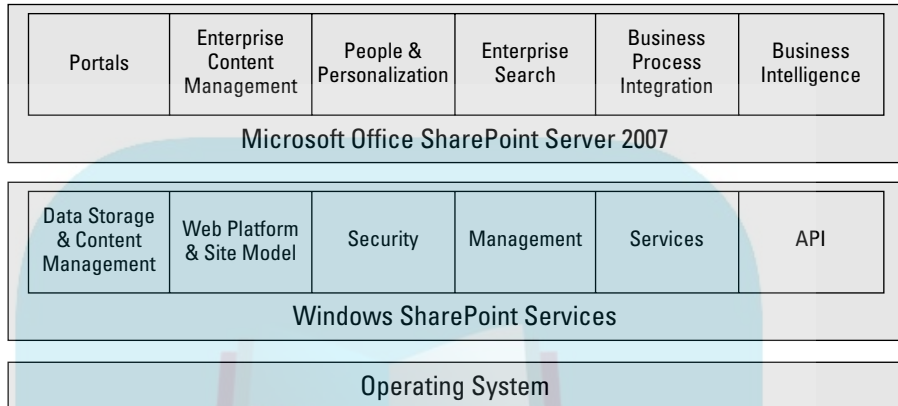 Portals
Enterprise
Content
Management
People &
Personalization
Enterprise
Search
Business
Process
Integration
Business
Intelligence
Microsoft Office SharePoint Server 2007
Data Storage
& Content
Management
Web Platform
& Site Model
Security
Management
Services
API
Windows SharePoint Services
Operating System